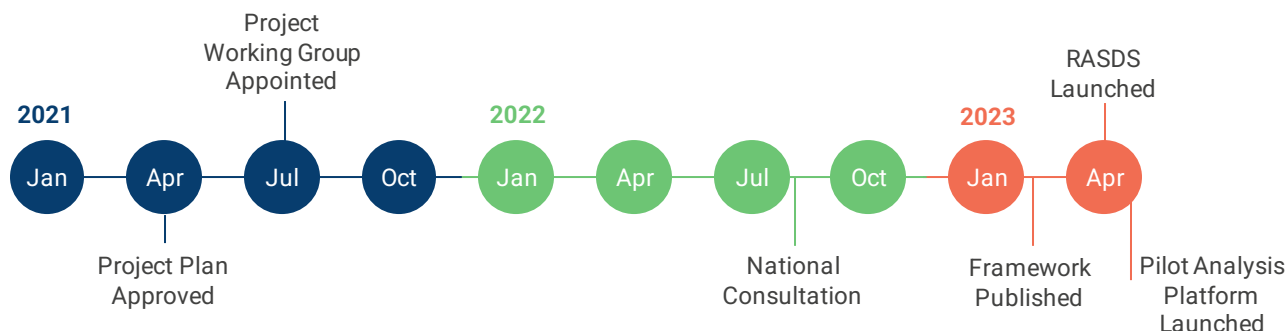 Project
Working Group
Appointed
RASDS
Launched
2021
2022
2023
Jan
Apr
Jul
Oct
Jan
Apr
Jul
Oct
Jan
Apr
Project Plan
Approved
National
Consultation
Framework
Published
Pilot Analysis
Platform
Launched